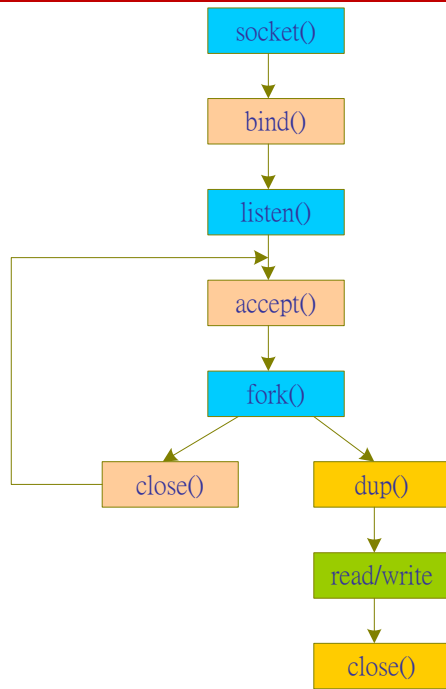 socket()
bind()
listen()
accept()
fork()
close()
dup()
read/write
close()